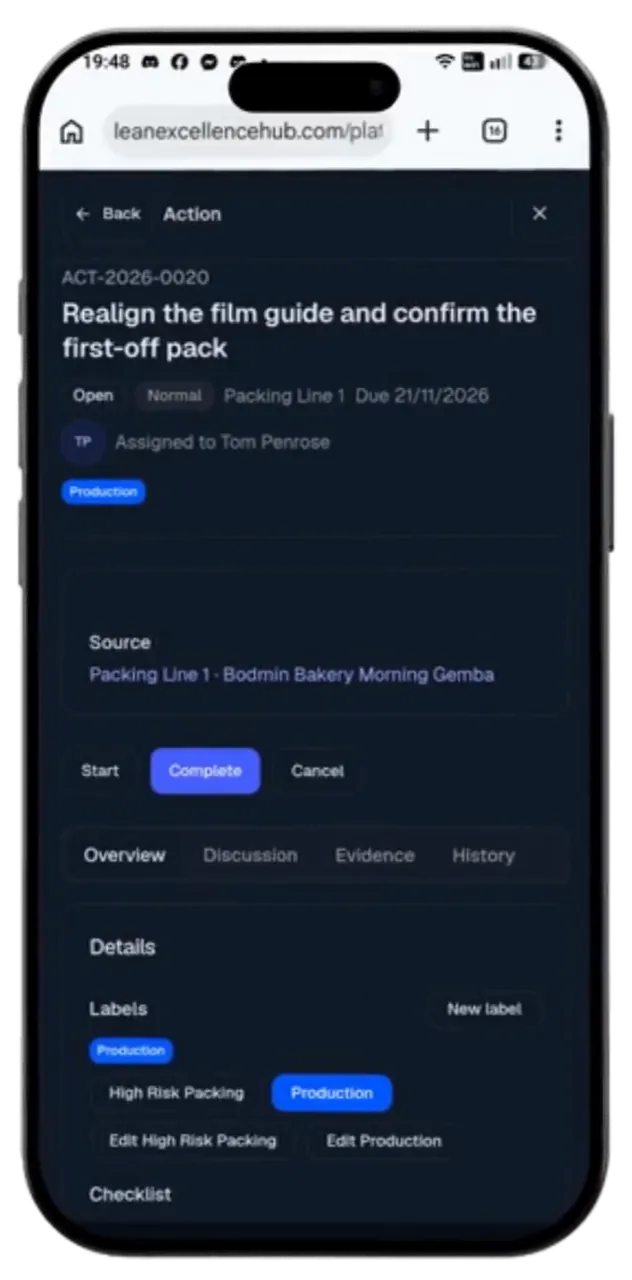 19:48
leanexcellencehub.com/plat
16
← Back Action ×
ACT-2026-0020
Realign the film guide and confirm the
first-off pack
Open Normal Packing Line 1 Due 21/11/2026
TP Assigned to Tom Penrose
Production
Source
Packing Line 1 · Bodmin Bakery Morning Gemba
Start Complete Cancel
Overview Discussion Evidence History
Details
Labels New label
Production
High Risk Packing Production
Edit High Risk Packing Edit Production
Checklist